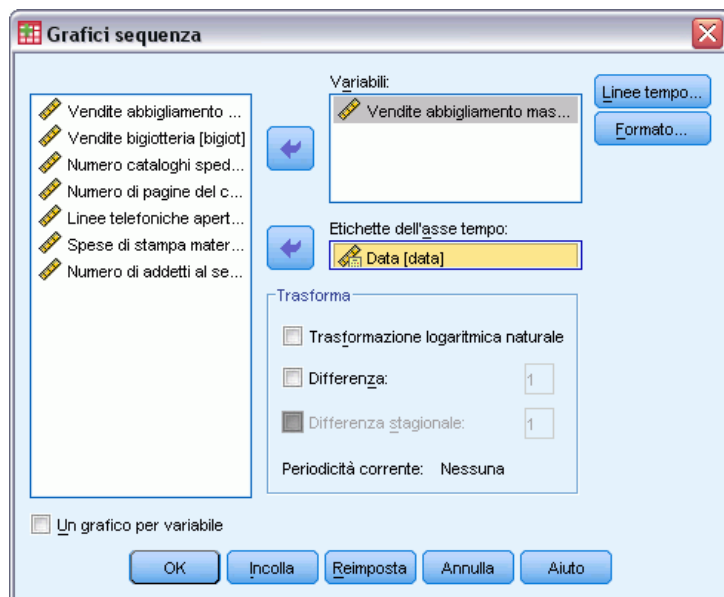 Grafici sequenza
Variabili:
Vendite abbigliamento ...
Vendite bigiotteria [bigiot]
Numero cataloghi sped...
Numero di pagine del c...
Linee telefoniche apert...
Spese di stampa mater...
Numero di addetti al se...
Vendite abbigliamento mas...
Linee tempo...
Formato...
Etichette dell'asse tempo:
Data [data]
Trasforma
Trasformazione logaritmica naturale
Differenza:
1
Differenza stagionale:
1
Periodicità corrente: Nessuna
Un grafico per variabile
OK
Incolla
Reimposta
Annulla
Aiuto